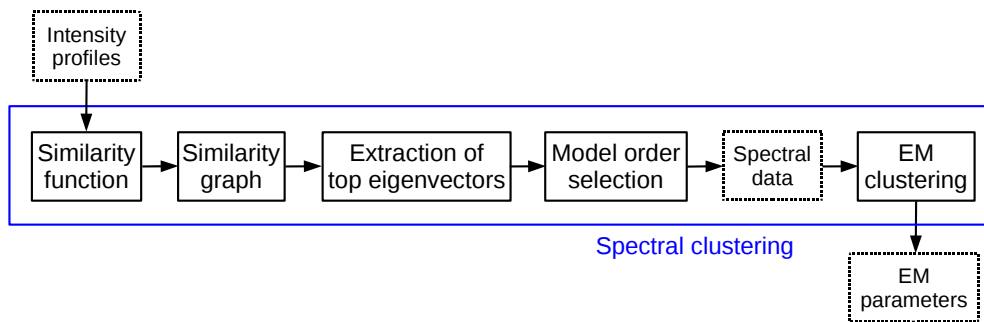 Intensity
profiles
Similarity
function
Similarity
graph
Extraction of
top eigenvectors
Model order
selection
Spectral
data
EM
clustering
Spectral clustering
EM
parameters